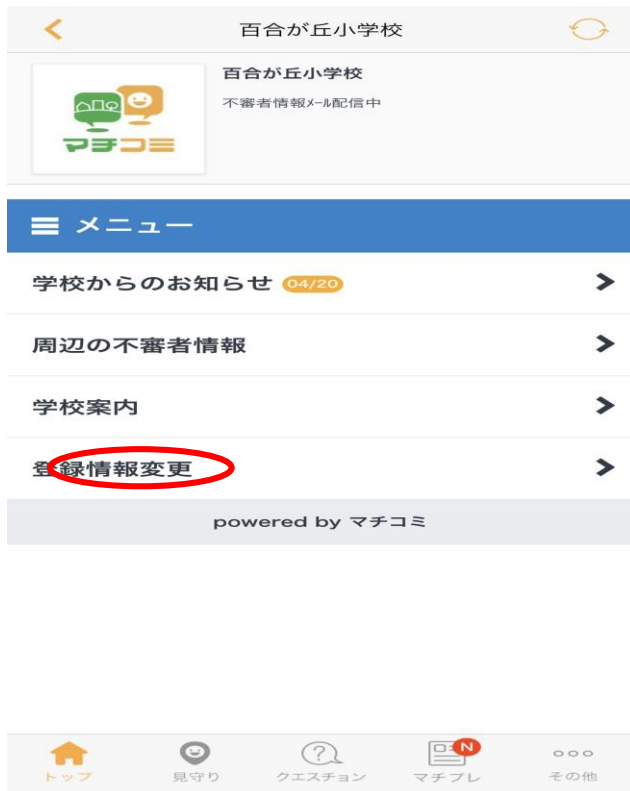 百合が丘小学校
百合が丘小学校
不審者情報メール配信中
マチコミ
メニュー
学校からのお知らせ 04/20
周辺の不審者情報
学校案内
登録情報変更
powered by マチコミ
N
トップ 見守り クエスチョン マチプレ その他